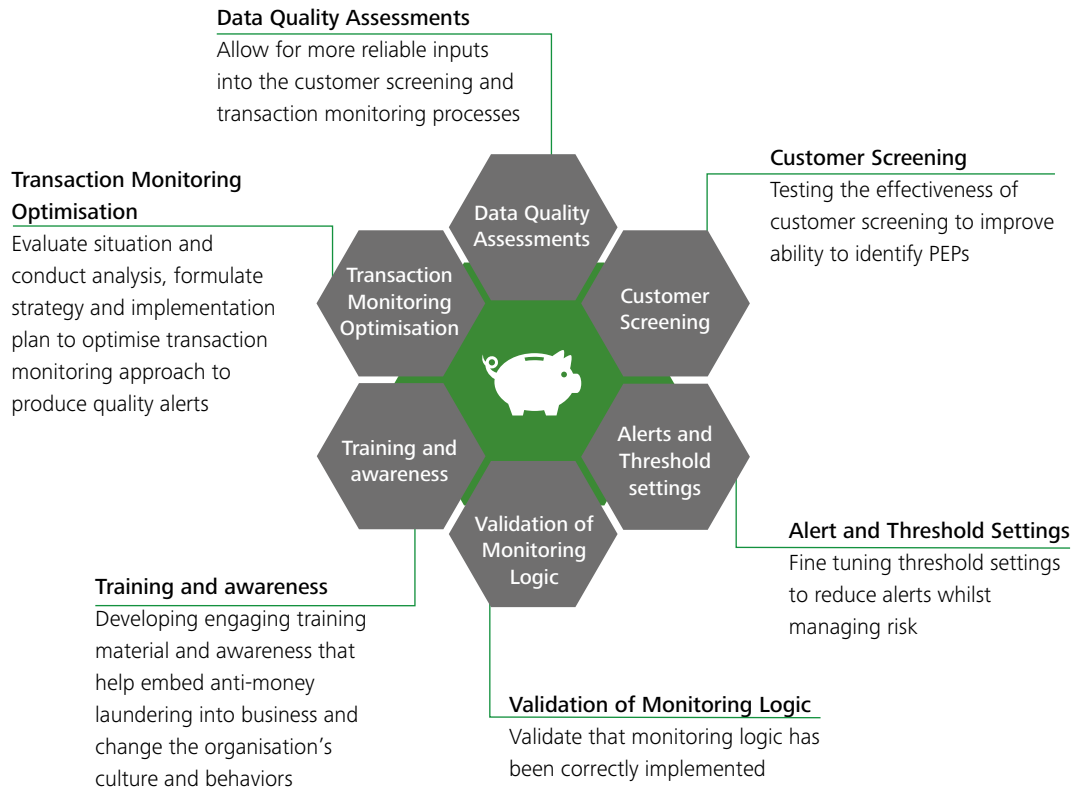 Data Quality Assessments
Allow for more reliable inputs
into the customer screening and
transaction monitoring processes
Customer Screening
Testing the effectiveness of
customer screening to improve
ability to identify PEPs
Transaction Monitoring
Optimisation
Evaluate situation and
conduct analysis, formulate
strategy and implementation
plan to optimise transaction
monitoring approach to
produce quality alerts
Data Quality
Assessments
Customer
Screening
Transaction
Monitoring
Optimisation
Training and
awareness
Alerts and
Threshold
settings
Validation of
Monitoring
Logic
Alert and Threshold Settings
Fine tuning threshold settings
to reduce alerts whilst
managing risk
Training and awareness
Developing engaging training
material and awareness that
help embed anti-money
laundering into business and
change the organisation’s
culture and behaviors
Validation of Monitoring Logic
Validate that monitoring logic has
been correctly implemented